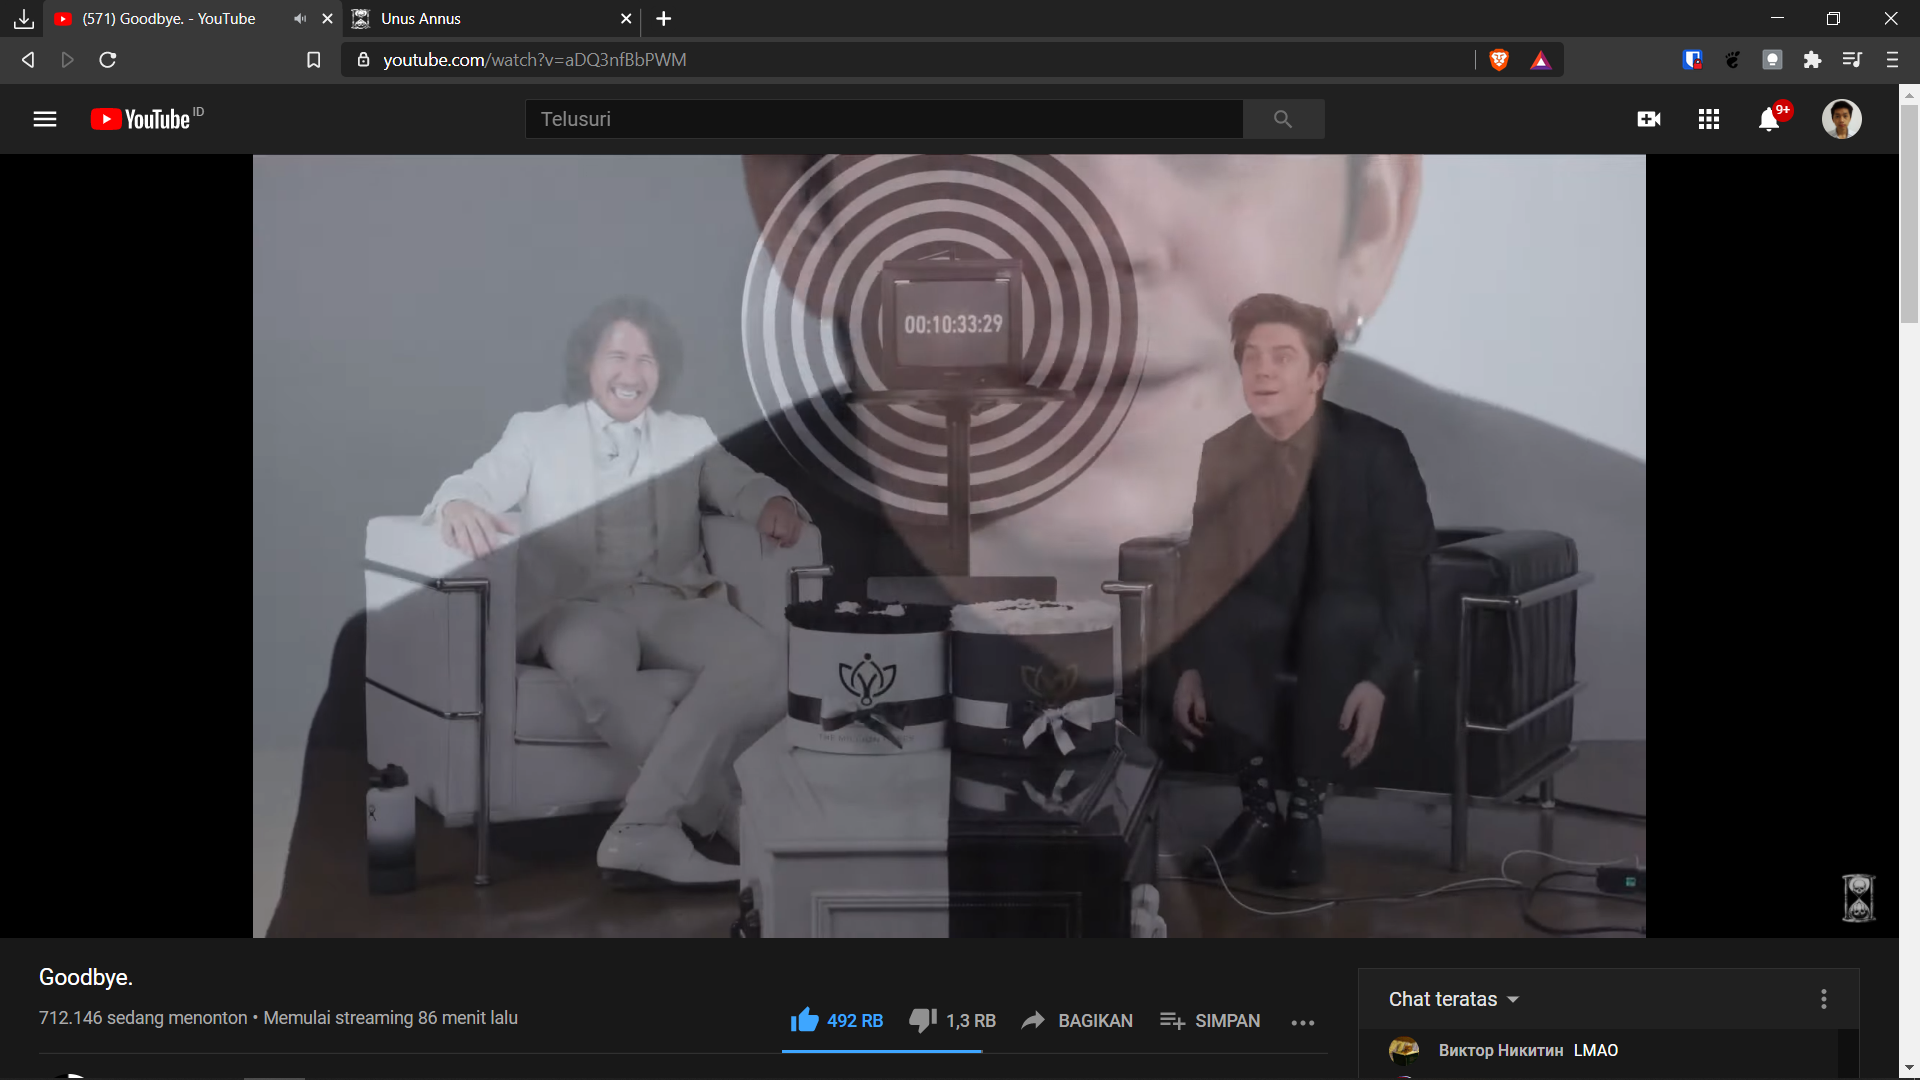 (571) Goodbye. - YouTube
Unus Annus
youtube.com/watch?v=aDQ3nfBbPWM
YouTube ID
Telusuri
9+
00:10:33:29
Goodbye.
712.146 sedang menonton • Memulai streaming 86 menit lalu
492 RB
1,3 RB
BAGIKAN
SIMPAN
Chat teratas
Виктор Никитин LMAO